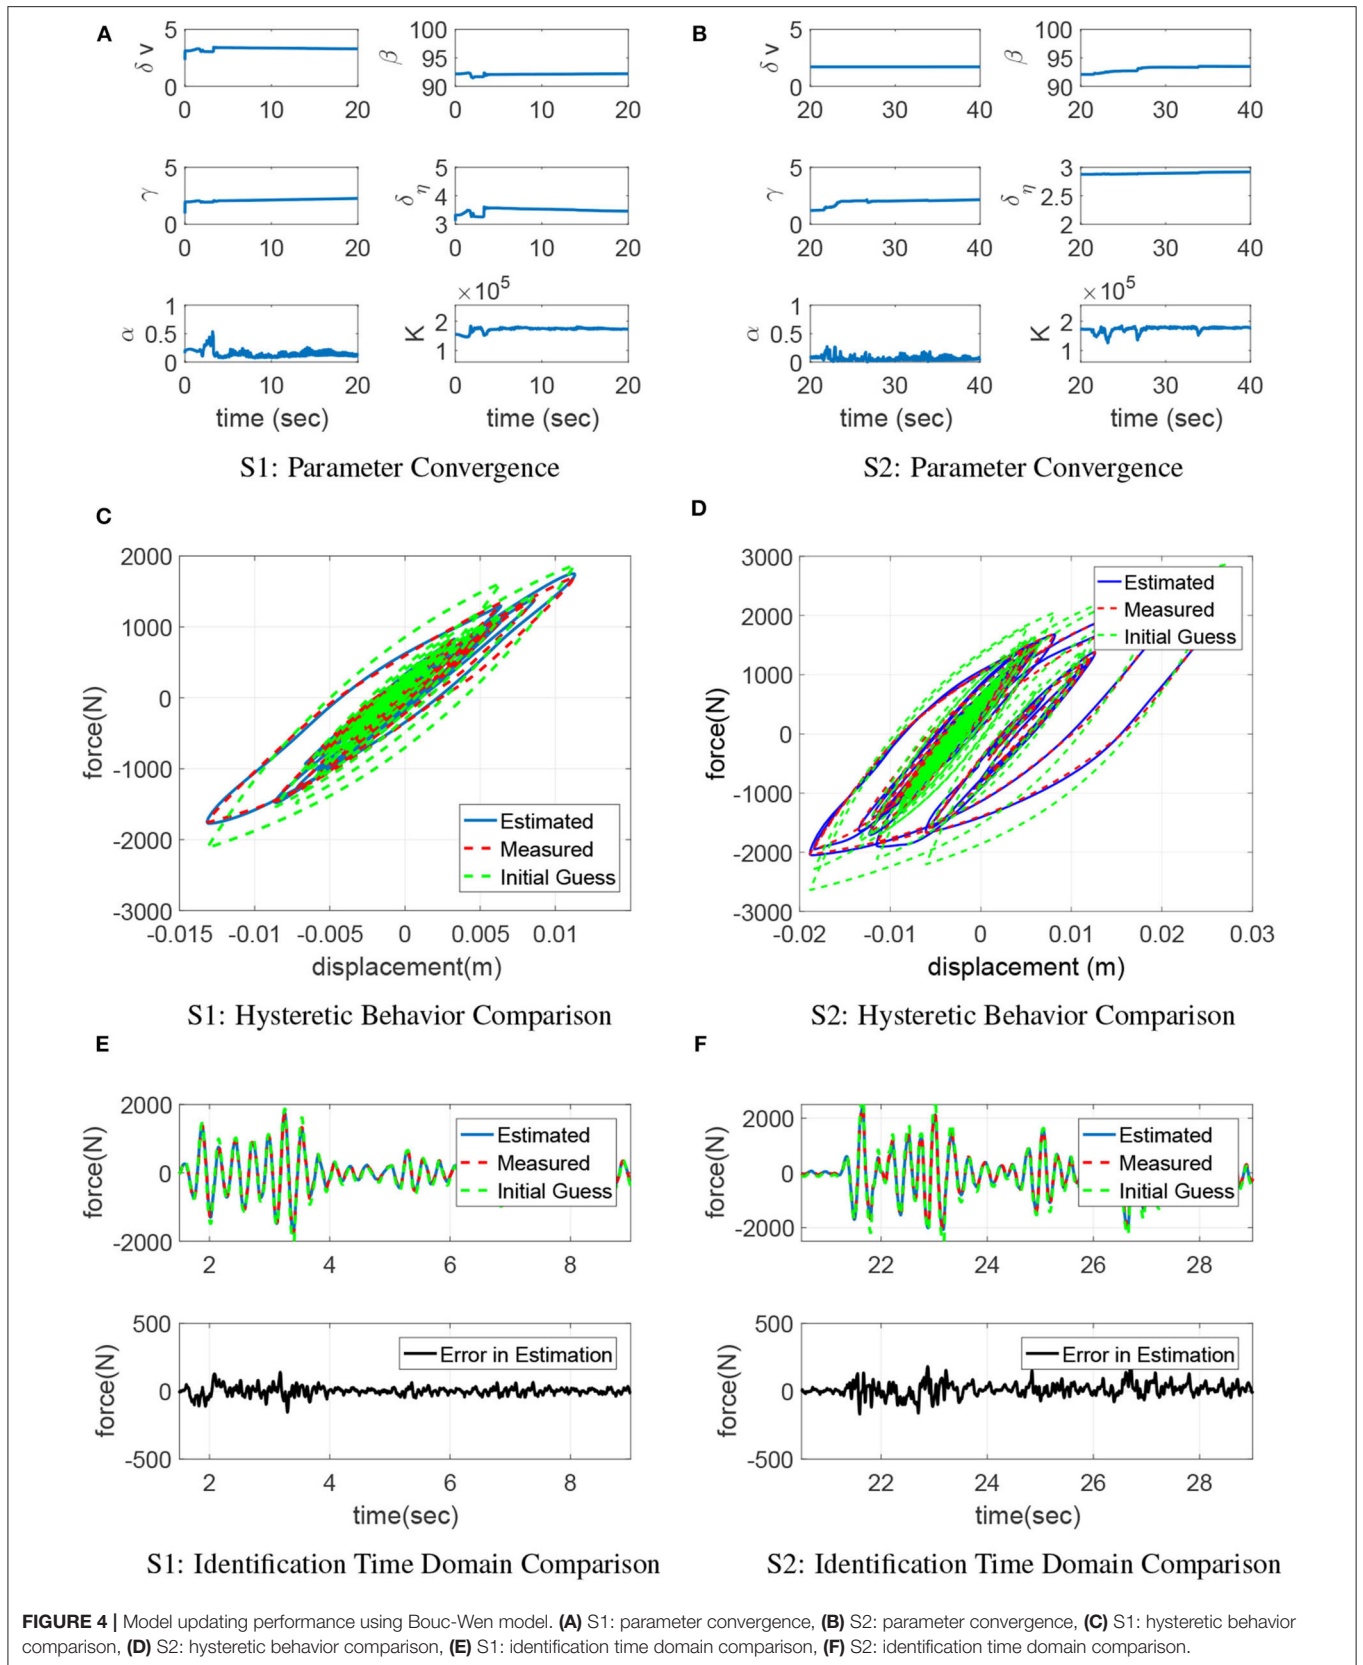 A
B
δ v
5
0
0
10
20
β
100
95
90
0
10
20
δ v
5
0
20
30
40
β
100
95
90
20
30
40
γ
5
0
0
10
20
δ η
5
4
3
0
10
20
γ
5
0
20
30
40
δ η
3
2.5
2
20
30
40
α
1
0.5
0
0
10
20
time (sec)
×10^5
K
2
1
0
10
20
time (sec)
α
1
0.5
0
20
30
40
time (sec)
×10^5
K
2
1
20
30
40
time (sec)
S1: Parameter Convergence
S2: Parameter Convergence
C
force(N)
2000
1000
0
-1000
-2000
-3000
Estimated
Measured
Initial Guess
-0.015 -0.01 -0.005 0 0.005 0.01
displacement(m)
S1: Hysteretic Behavior Comparison
D
force(N)
3000
2000
1000
0
-1000
-2000
-3000
Estimated
Measured
Initial Guess
-0.02 -0.01 0 0.01 0.02 0.03
displacement (m)
S2: Hysteretic Behavior Comparison
E
force(N)
2000
0
-2000
Estimated
Measured
Initial Guess
2 4 6 8
force(N)
500
0
-500
Error in Estimation
2 4 6 8
time(sec)
S1: Identification Time Domain Comparison
F
force(N)
2000
0
-2000
Estimated
Measured
Initial Guess
22 24 26 28
force(N)
500
0
-500
Error in Estimation
22 24 26 28
time(sec)
S2: Identification Time Domain Comparison
FIGURE 4 | Model updating performance using Bouc-Wen model. (A) S1: parameter convergence, (B) S2: parameter convergence, (C) S1: hysteretic behavior
comparison, (D) S2: hysteretic behavior comparison, (E) S1: identification time domain comparison, (F) S2: identification time domain comparison.